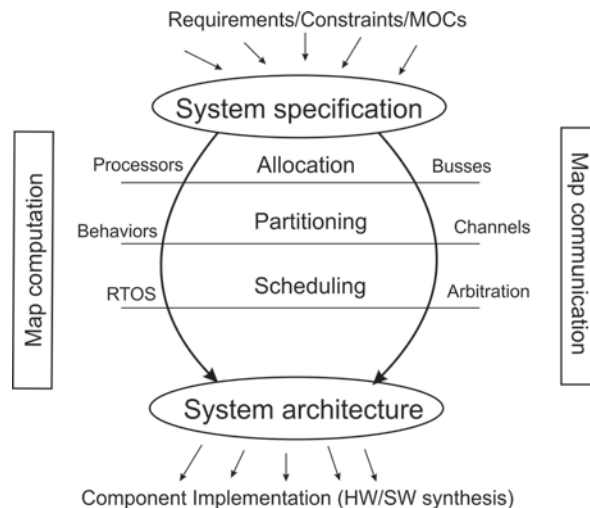 Requirements/Constraints/MOCs
System specification
Processors
Allocation
Busses
Behaviors
Partitioning
Channels
RTOS
Scheduling
Arbitration
Map computation
Map communication
System architecture
Component Implementation (HW/SW synthesis)